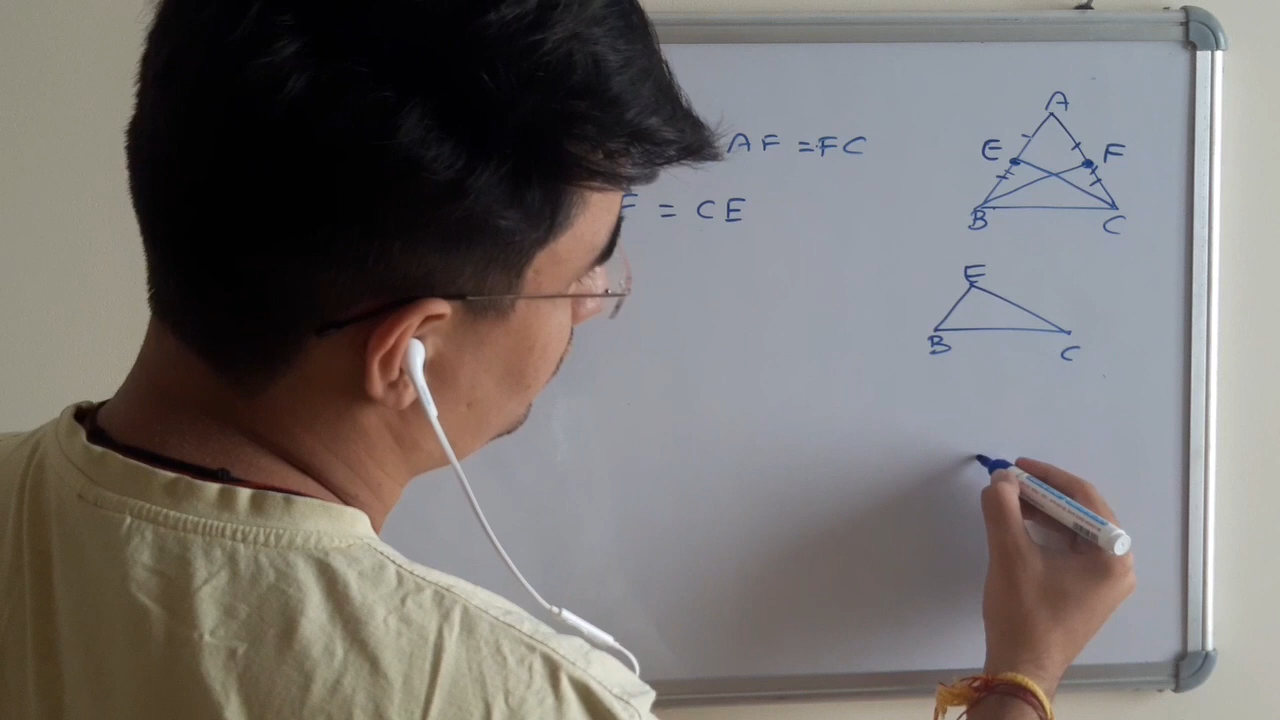 AF = FC
F = CE
A
E F
B C
E
B C